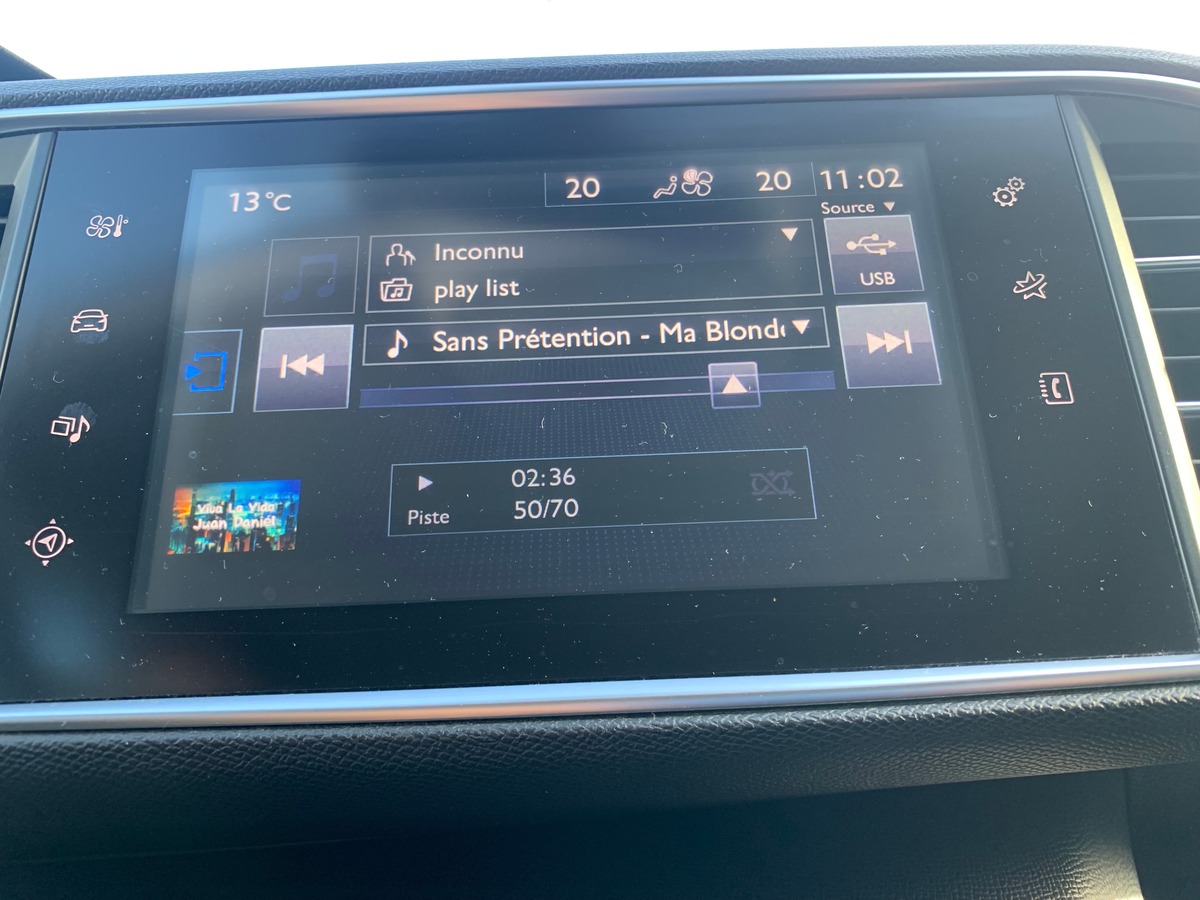 13°C
20
20
11:02
Source
Inconnu
play list
USB
Sans Prétention - Ma Blond
02:36
Piste
50/70
Viva La Vida
Juan Daniél